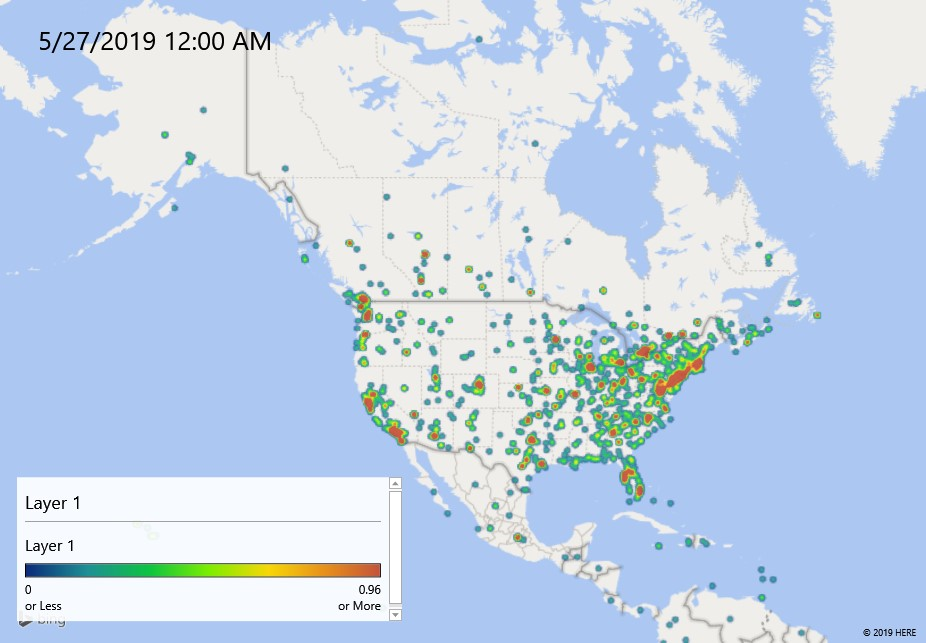 5/27/2019 12:00 AM
Layer 1
Layer 1
0
0.96
or Less
or More
bing
© 2019 HERE